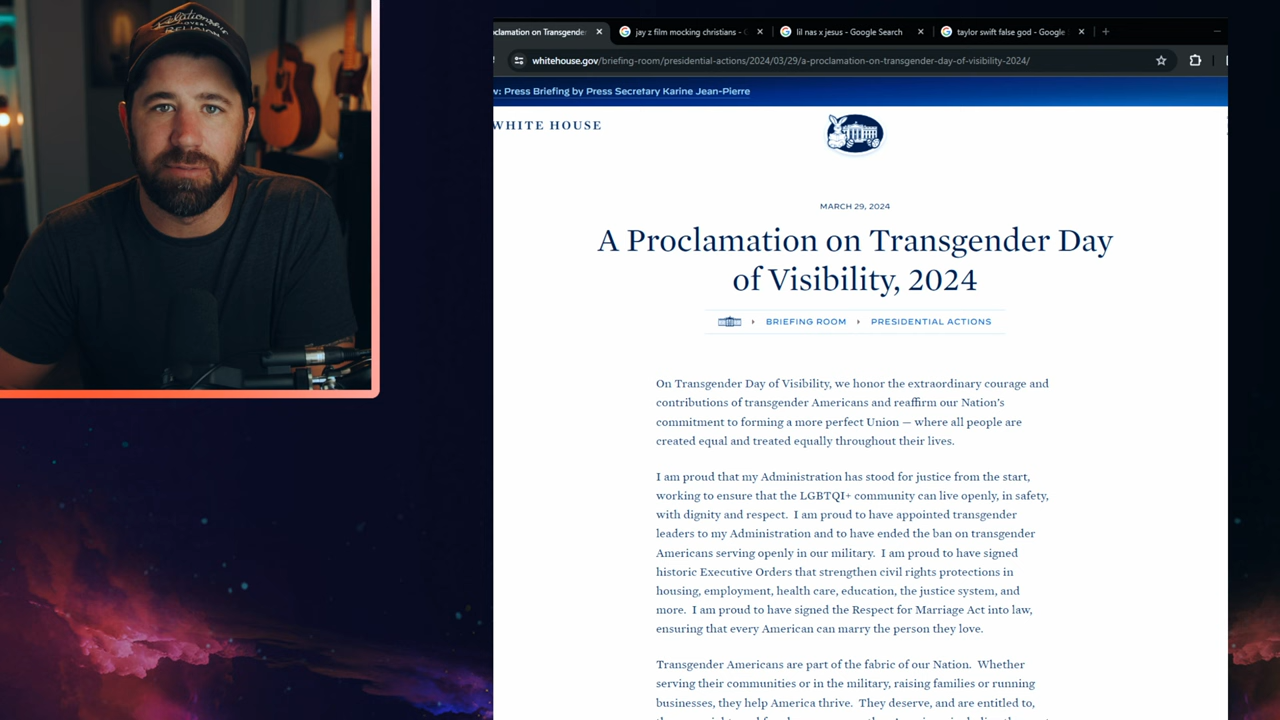 Relationship
OVER
RELIGION
clamation on Transgender
jay z film mocking christians -
lil nas x jesus - Google Search
taylor swift false god - Google
whitehouse.gov/briefing-room/presidential-actions/2024/03/29/a-proclamation-on-transgender-day-of-visibility-2024/
w: Press Briefing by Press Secretary Karine Jean-Pierre
WHITE HOUSE
MARCH 29, 2024
A Proclamation on Transgender Day
of Visibility, 2024
BRIEFING ROOM
PRESIDENTIAL ACTIONS
On Transgender Day of Visibility, we honor the extraordinary courage and
contributions of transgender Americans and reaffirm our Nation’s
commitment to forming a more perfect Union — where all people are
created equal and treated equally throughout their lives.
I am proud that my Administration has stood for justice from the start,
working to ensure that the LGBTQI+ community can live openly, in safety,
with dignity and respect.  I am proud to have appointed transgender
leaders to my Administration and to have ended the ban on transgender
Americans serving openly in our military.  I am proud to have signed
historic Executive Orders that strengthen civil rights protections in
housing, employment, health care, education, the justice system, and
more.  I am proud to have signed the Respect for Marriage Act into law,
ensuring that every American can marry the person they love.
Transgender Americans are part of the fabric of our Nation.  Whether
serving their communities or in the military, raising families or running
businesses, they help America thrive.  They deserve, and are entitled to,